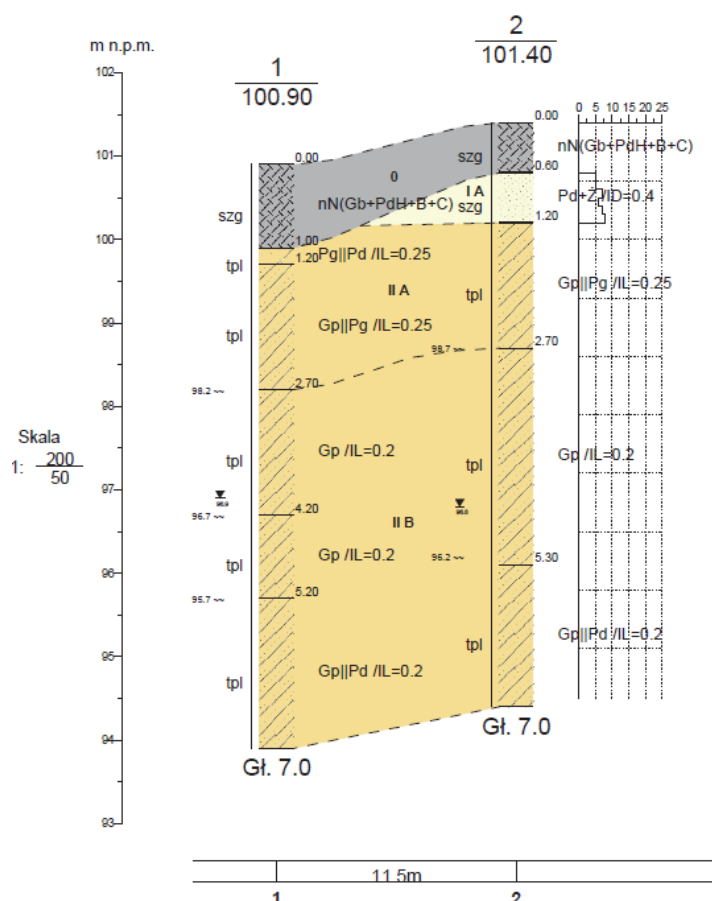 m n.p.m.
102
101
100
99
98
97
96
95
94
93
Skala
1: 200
50
1
100.90
2
101.40
0.00
1.00
1.20
2.70
4.20
5.20
szg
tpl
tpl
tpl
tpl
tpl
98.2 ~~
96.7 ~~
95.7 ~~
0
nN(Gb+PdH+B+C)
I A
szg
szg
Pg||Pd /IL=0.25
II A
Gp||Pg /IL=0.25
Gp /IL=0.2
II B
Gp /IL=0.2
Gp||Pd /IL=0.2
tpl
tpl
tpl
98.7 ~~
96.2 ~~
0.00
0.60
1.20
2.70
5.30
0 5 10 15 20 25
nN(Gb+PdH+B+C)
Pd+Ż /ID=0.4
Gp||Pg /IL=0.25
Gp /IL=0.2
Gp||Pd /IL=0.2
Gł. 7.0
Gł. 7.0
11.5m
1
2